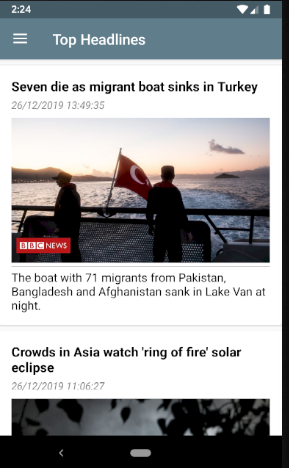 2:24
Top Headlines
Seven die as migrant boat sinks in Turkey
26/12/2019 13:49:35
BBC NEWS
The boat with 71 migrants from Pakistan,
Bangladesh and Afghanistan sank in Lake Van at
night.
Crowds in Asia watch 'ring of fire' solar
eclipse
26/12/2019 11:06:27